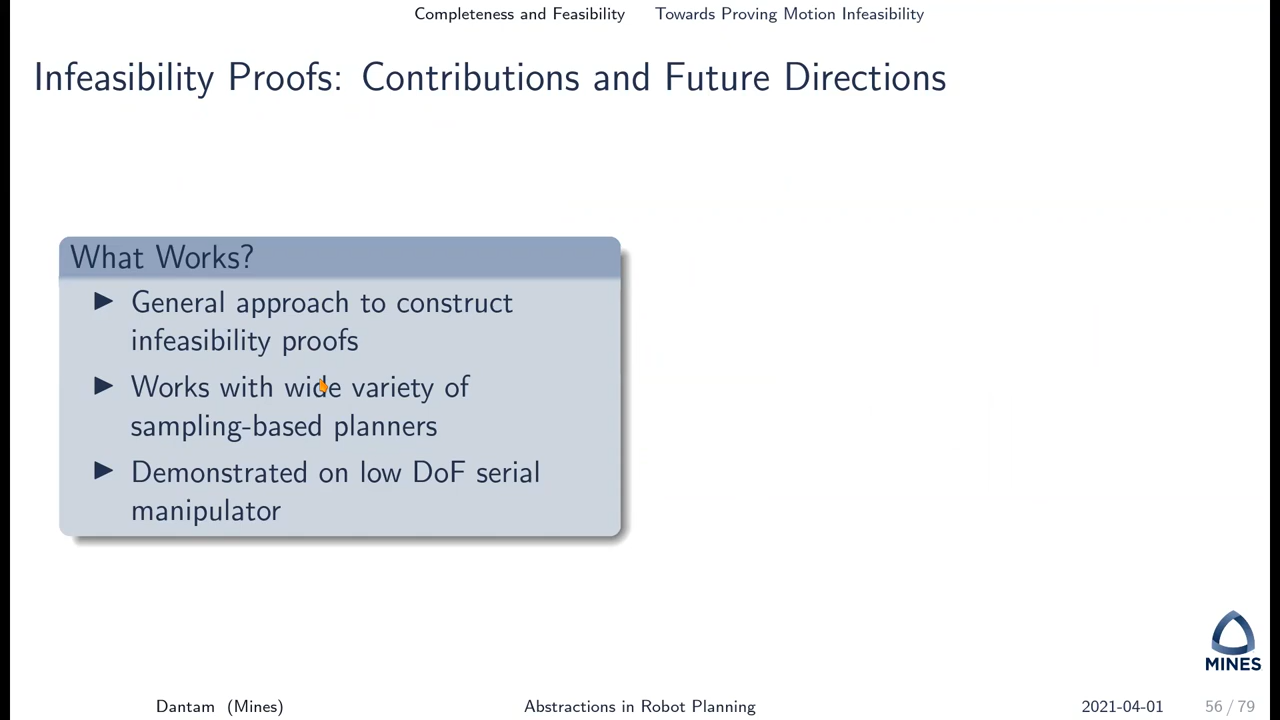 Completeness and Feasibility Towards Proving Motion Infeasibility
Infeasibility Proofs: Contributions and Future Directions
What Works?
▶ General approach to construct
infeasibility proofs
▶ Works with wide variety of
sampling-based planners
▶ Demonstrated on low DoF serial
manipulator
MINES
Dantam (Mines) Abstractions in Robot Planning 2021-04-01 56 / 79